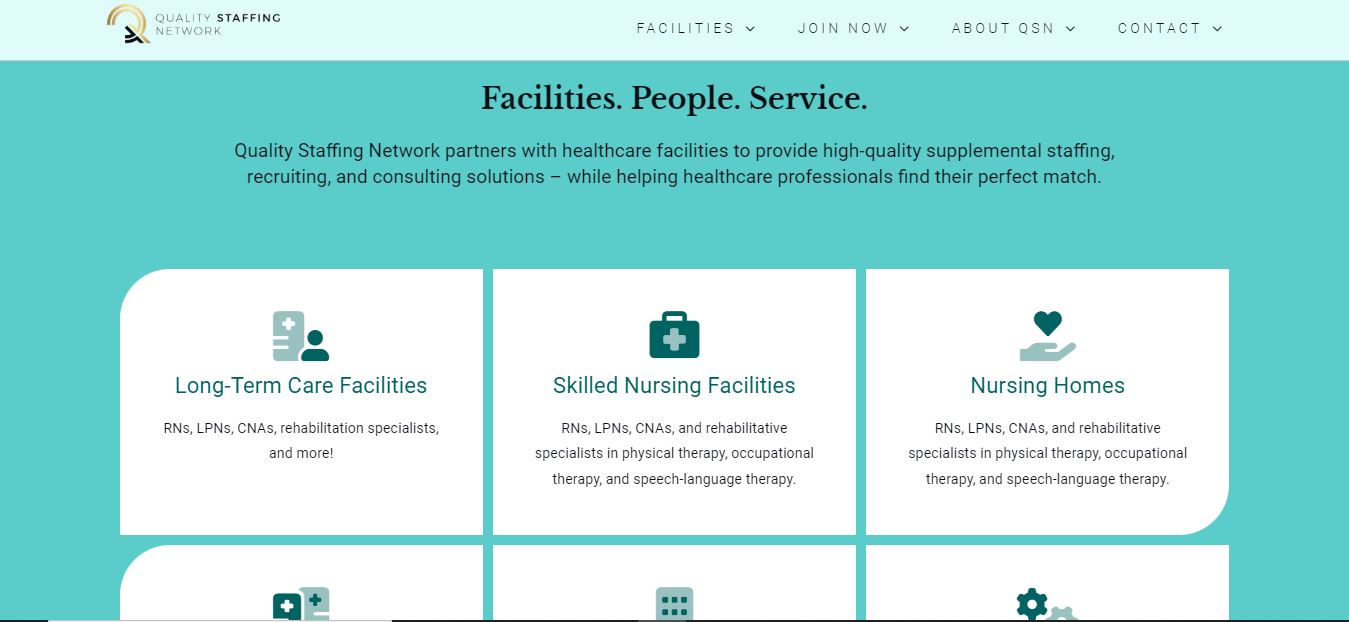 QUALITY STAFFING
NETWORK
FACILITIES
JOIN NOW
ABOUT QSN
CONTACT
Facilities. People. Service.
Quality Staffing Network partners with healthcare facilities to provide high-quality supplemental staffing,
recruiting, and consulting solutions – while helping healthcare professionals find their perfect match.
Long-Term Care Facilities
RNs, LPNs, CNAs, rehabilitation specialists,
and more!
Skilled Nursing Facilities
RNs, LPNs, CNAs, and rehabilitative
specialists in physical therapy, occupational
therapy, and speech-language therapy.
Nursing Homes
RNs, LPNs, CNAs, and rehabilitative
specialists in physical therapy, occupational
therapy, and speech-language therapy.